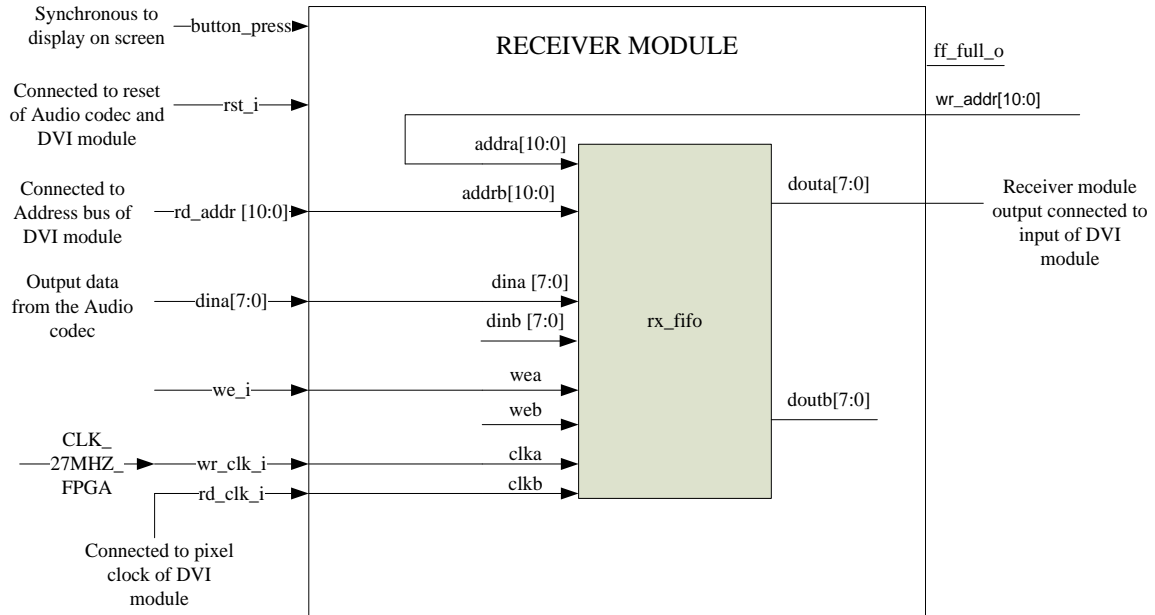 Synchronous to
display on screen
button_press
RECEIVER MODULE
ff_full_o
Connected to reset
of Audio codec and
DVI module
rst_i
wr_addr[10:0]
addra[10:0]
Connected to
Address bus of
DVI module
rd_addr [10:0]
addrb[10:0]
douta[7:0]
Receiver module
output connected to
input of DVI
module
Output data
from the Audio
codec
dina[7:0]
dina [7:0]
dinb [7:0]
rx_fifo
we_i
wea
web
doutb[7:0]
CLK_
27MHZ_
FPGA
wr_clk_i
clka
rd_clk_i
clkb
Connected to pixel
clock of DVI
module